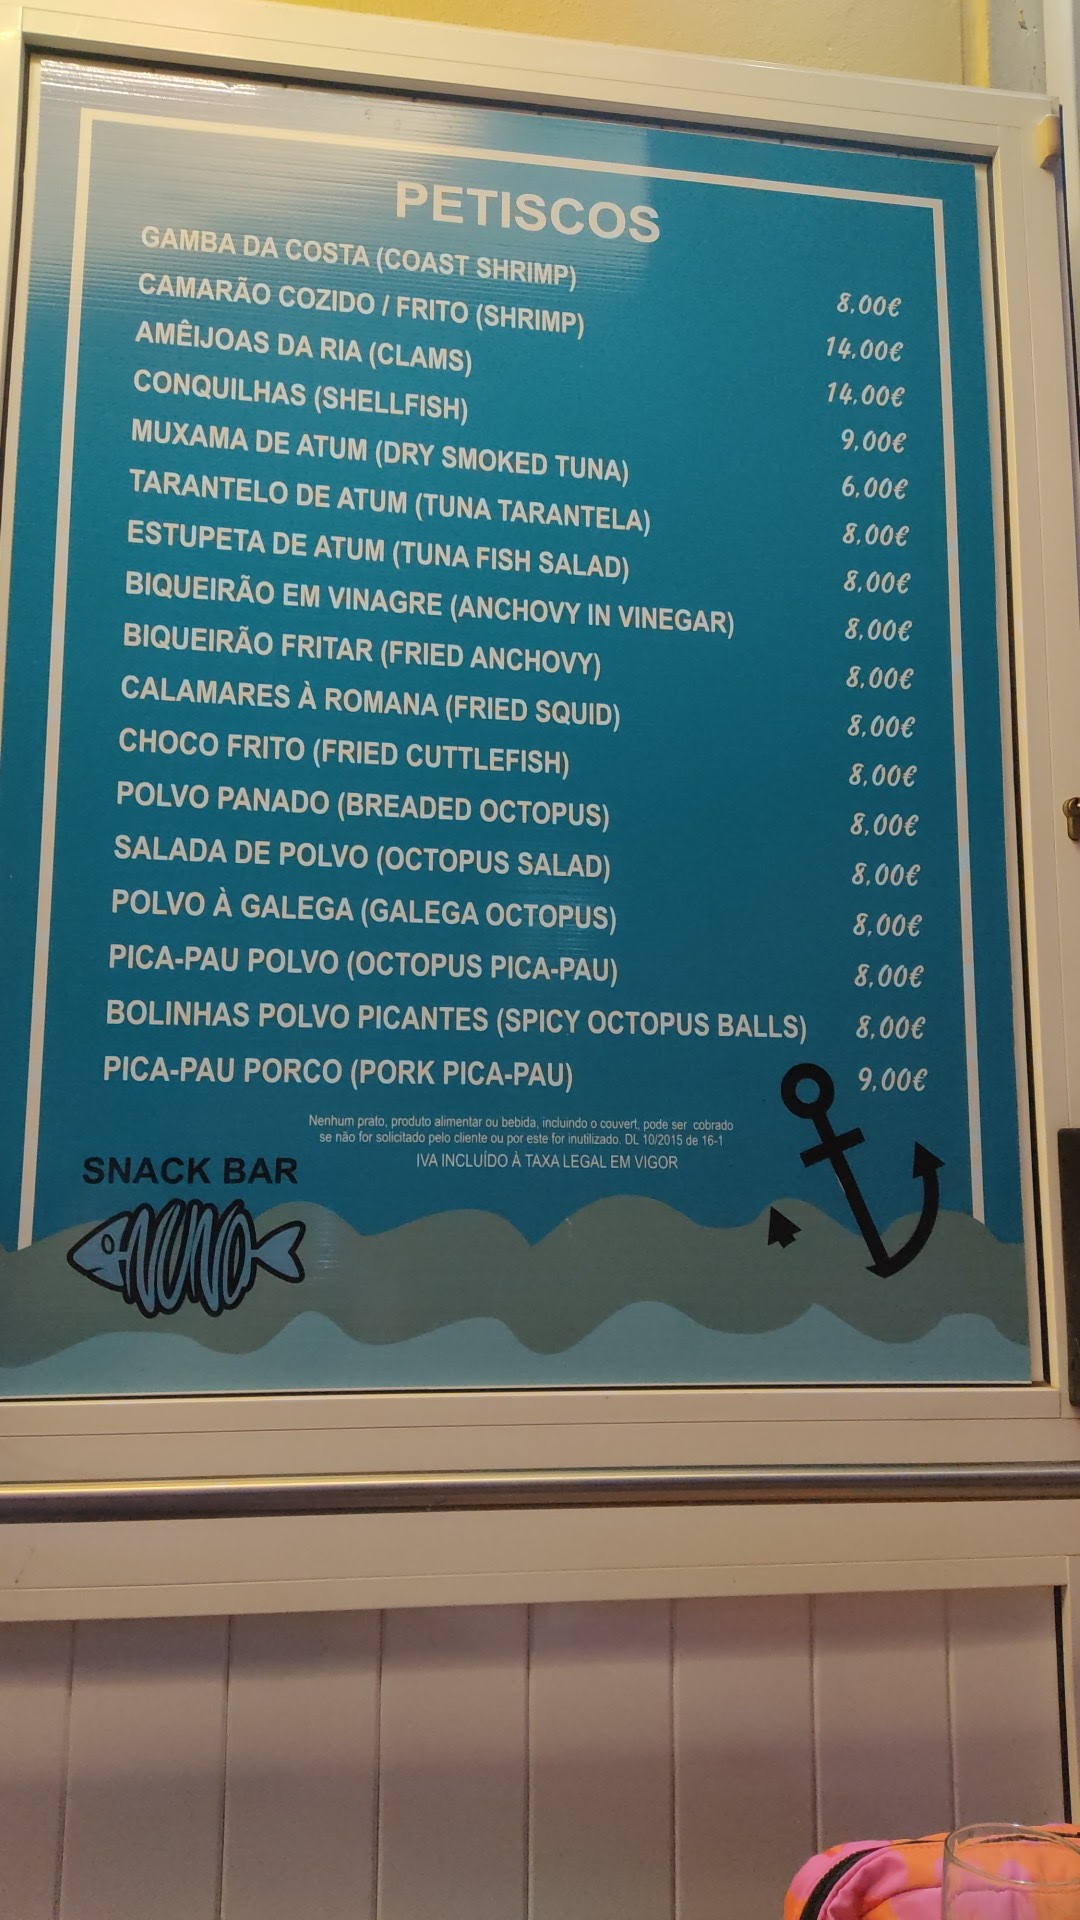 PETISCOS
GAMBA DA COSTA (COAST SHRIMP) 8,00€
CAMARÃO COZIDO / FRITO (SHRIMP) 14,00€
AMÊIJOAS DA RIA (CLAMS) 14,00€
CONQUILHAS (SHELLFISH) 9,00€
MUXAMA DE ATUM (DRY SMOKED TUNA) 6,00€
TARANTELO DE ATUM (TUNA TARANTELA) 8,00€
ESTUPETA DE ATUM (TUNA FISH SALAD) 8,00€
BIQUEIRÃO EM VINAGRE (ANCHOVY IN VINEGAR) 8,00€
BIQUEIRÃO FRITAR (FRIED ANCHOVY) 8,00€
CALAMARES À ROMANA (FRIED SQUID) 8,00€
CHOCO FRITO (FRIED CUTTLEFISH) 8,00€
POLVO PANADO (BREADED OCTOPUS) 8,00€
SALADA DE POLVO (OCTOPUS SALAD) 8,00€
POLVO À GALEGA (GALEGA OCTOPUS) 8,00€
PICA-PAU POLVO (OCTOPUS PICA-PAU) 8,00€
BOLINHAS POLVO PICANTES (SPICY OCTOPUS BALLS) 8,00€
PICA-PAU PORCO (PORK PICA-PAU) 9,00€
Nenhum prato, produto alimentar ou bebida, incluindo o couvert, pode ser cobrado
se não for solicitado pelo cliente ou por este for inutilizado. DL 10/2015 de 16-1
IVA INCLUÍDO À TAXA LEGAL EM VIGOR
SNACK BAR
NUNO